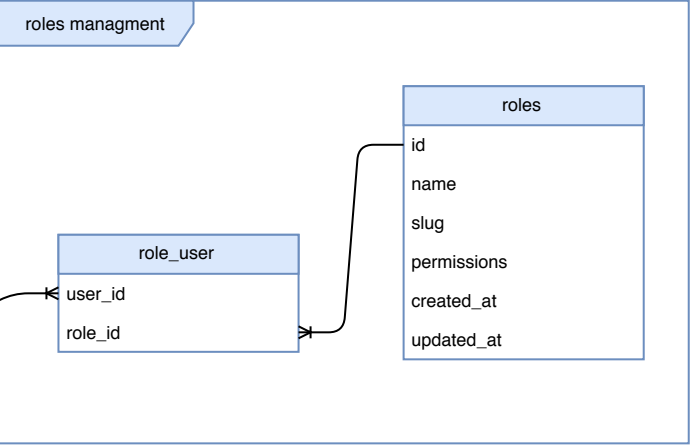 roles managment
roles
id
name
slug
permissions
created_at
updated_at
role_user
user_id
role_id